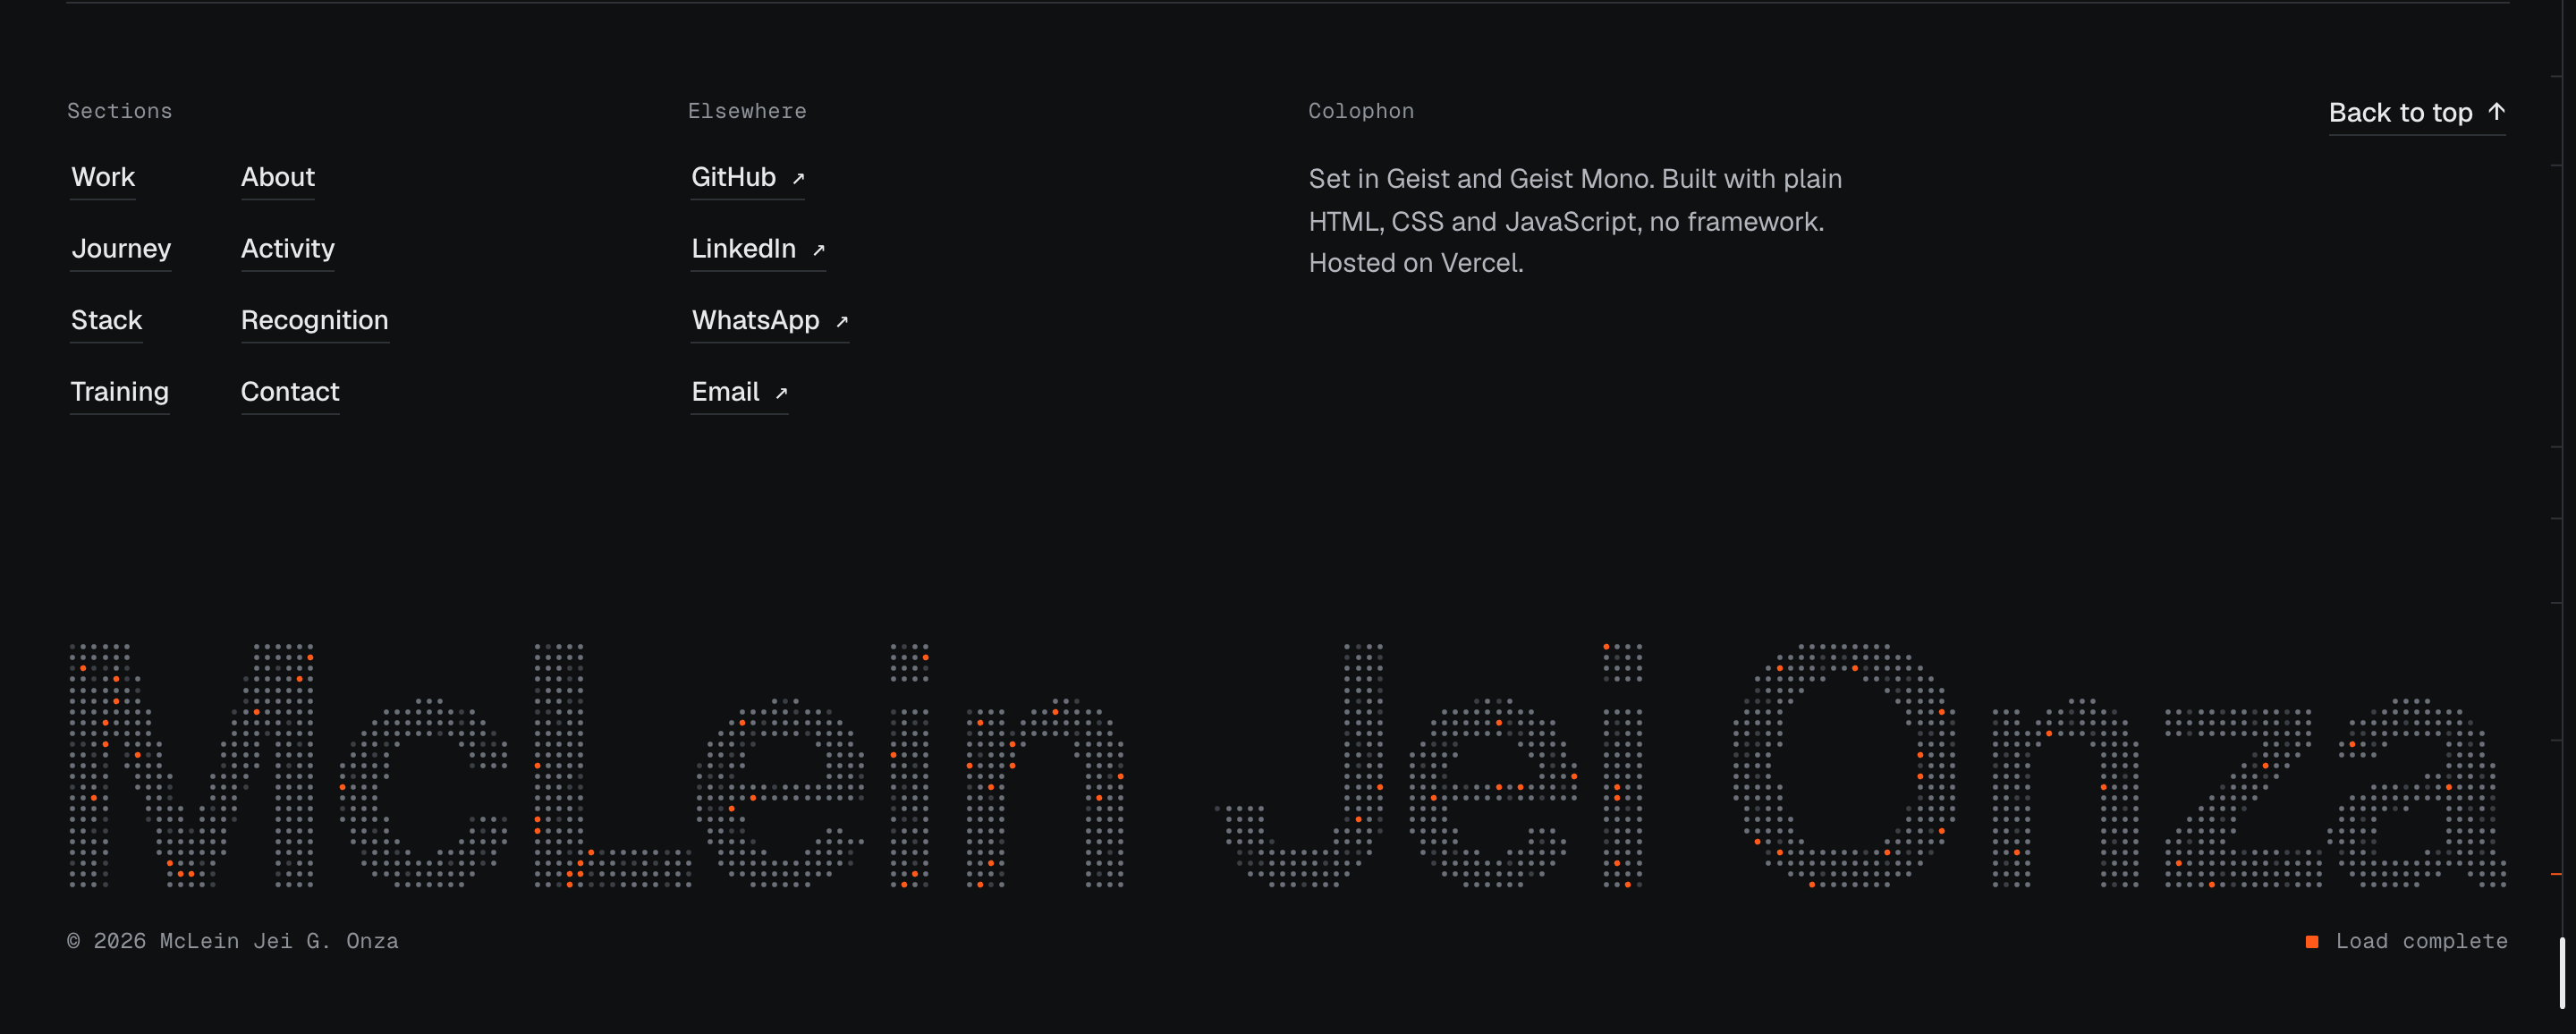 Sections
Work
About
Journey
Activity
Stack
Recognition
Training
Contact
Elsewhere
GitHub ↗
LinkedIn ↗
WhatsApp ↗
Email ↗
Colophon
Set in Geist and Geist Mono. Built with plain
HTML, CSS and JavaScript, no framework.
Hosted on Vercel.
Back to top ↑
McLein Jei Onza
© 2026 McLein Jei G. Onza
Load complete